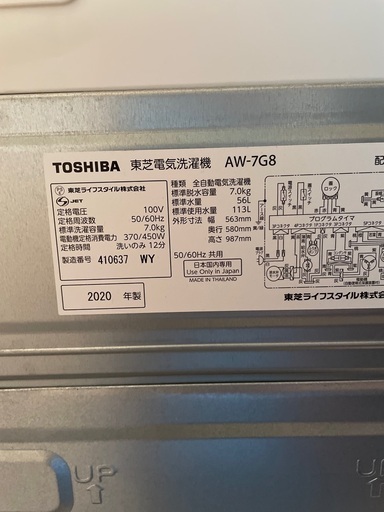 TOSHIBA 東芝電気洗濯機 AW-7G8 配
東芝ライフスタイル株式会社
JET
定格電圧 100V
定格周波数 50/60Hz
標準洗濯容量 7.0kg
電動機定格消費電力 370/450W
定格時間 洗いのみ 12分
製造番号 410637 WY
2020 年製
種類 全自動電気洗濯機
標準脱水容量 7.0kg
標準水量 56L
標準使用水量 113L
外形寸法 幅 563mm
奥行 580mm
高さ 987mm
50/60Hz 共用
日本国内専用
Use Only in Japan
MADE IN THAILAND
ロック
プログラムタイマ
東芝ライフスタイル株式会
UP